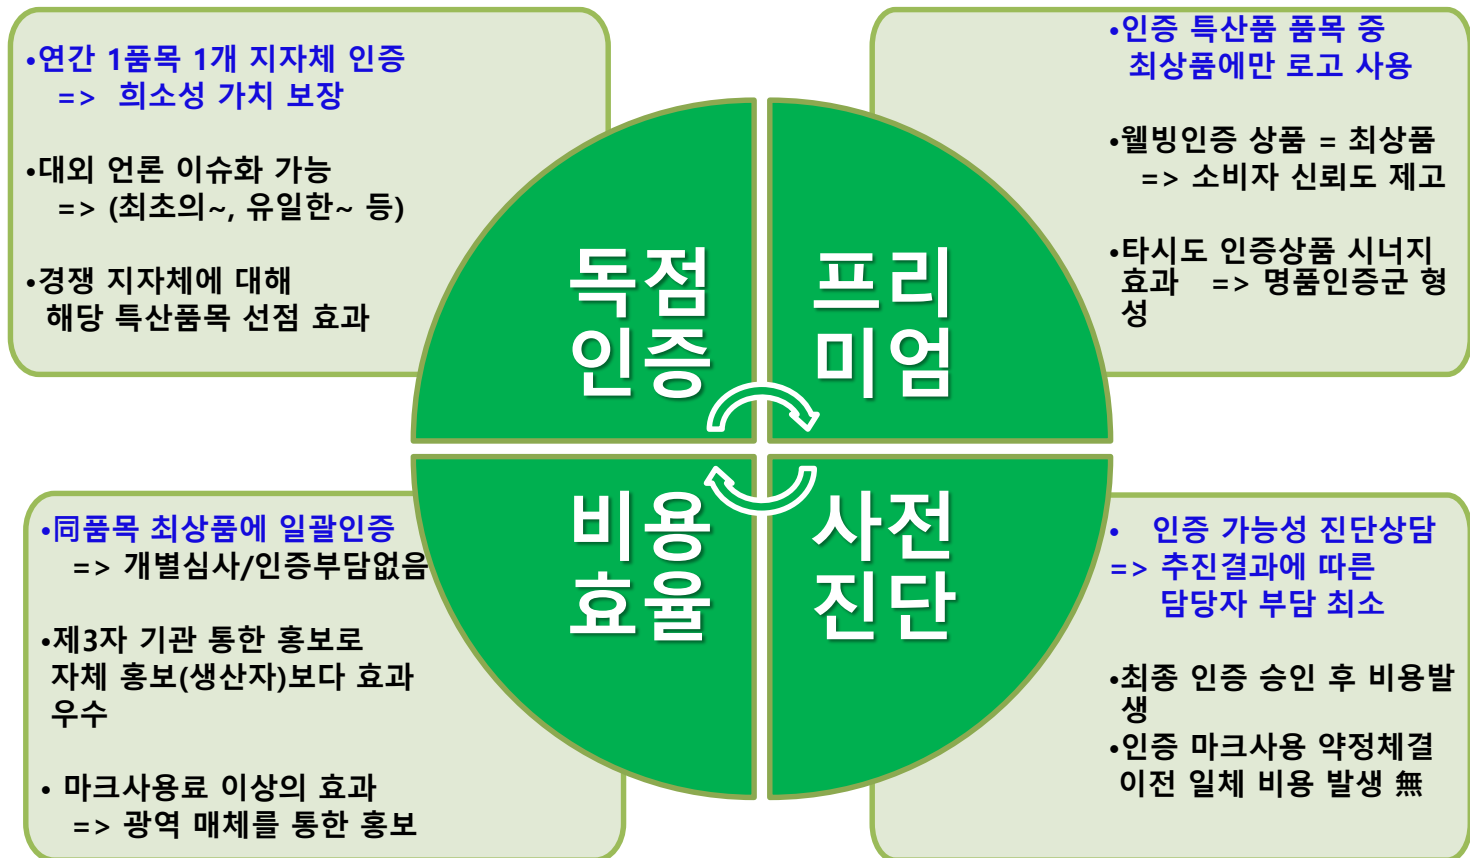 •연간 1품목 1개 지자체 인증
=> 희소성 가치 보장
•대외 언론 이슈화 가능
=> (최초의~, 유일한~ 등)
•경쟁 지자체에 대해
해당 특산품목 선점 효과
•인증 특산품 품목 중
최상품에만 로고 사용
•웰빙인증 상품 = 최상품
=> 소비자 신뢰도 제고
•타시도 인증상품 시너지
효과 => 명품인증군 형
성
독점
인증
프리
미엄
비용
효율
사전
진단
•同품목 최상품에 일괄인증
=> 개별심사/인증부담없음
•제3자 기관 통한 홍보로
자체 홍보(생산자)보다 효과
우수
• 마크사용료 이상의 효과
=> 광역 매체를 통한 홍보
• 인증 가능성 진단상담
=> 추진결과에 따른
담당자 부담 최소
•최종 인증 승인 후 비용발
생
•인증 마크사용 약정체결
이전 일체 비용 발생 無